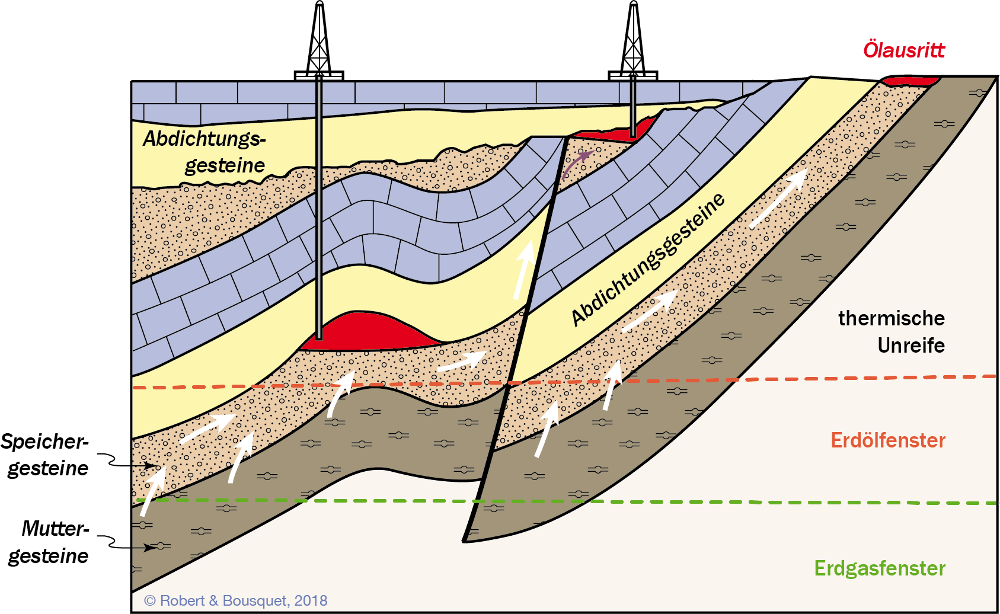 Ölausritt
Abdichtungs-
gesteine
Abdichtungsgesteine
thermische
Unreife
Speicher-
gesteine
Erdölfenster
Mutter-
gesteine
Erdgasfenster
© Robert & Bousquet, 2018